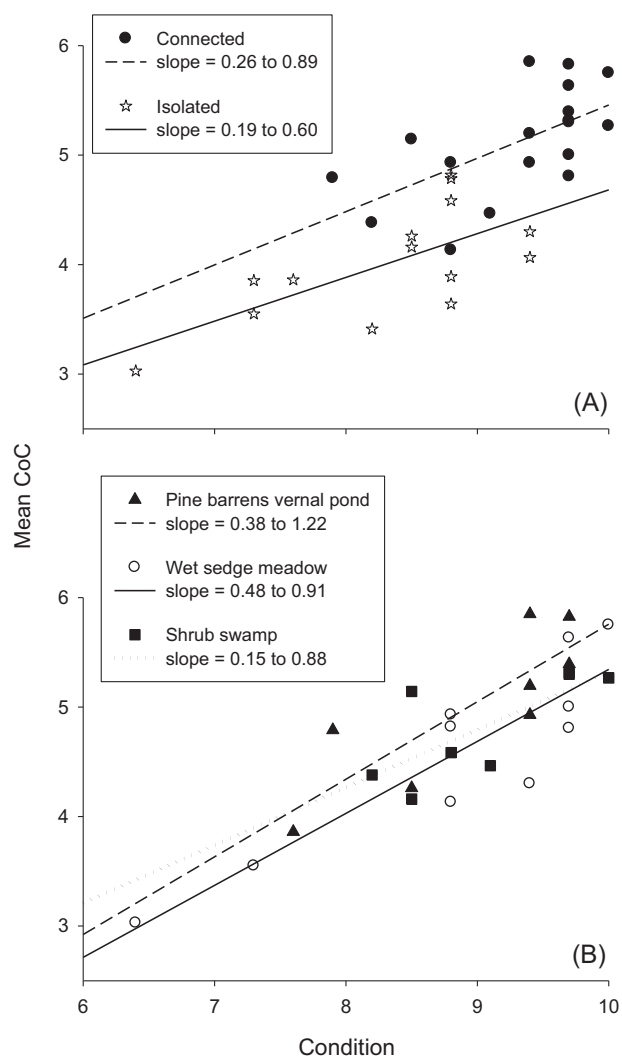 6
5
4
3
Connected
slope = 0.26 to 0.89
Isolated
slope = 0.19 to 0.60
(A)
Mean CoC
Pine barrens vernal pond
slope = 0.38 to 1.22
Wet sedge meadow
slope = 0.48 to 0.91
Shrub swamp
slope = 0.15 to 0.88
6
5
4
3
(B)
6 7 8 9 10
Condition